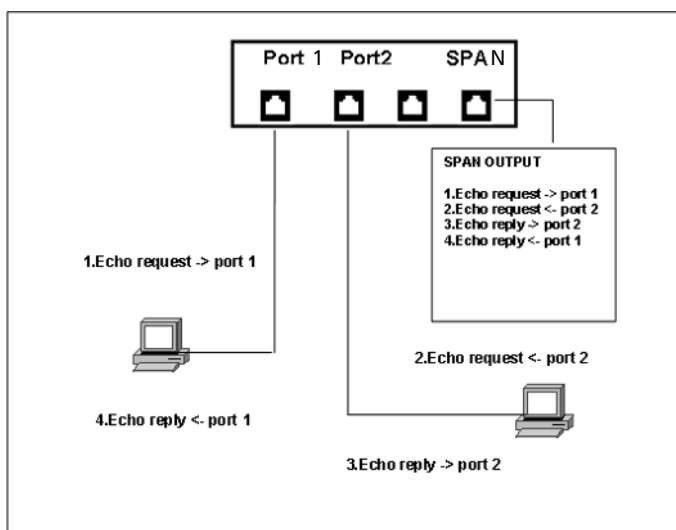 Port 1 Port2 SPAN
SPAN OUTPUT
1.Echo request -> port 1
2.Echo request <- port 2
3.Echo reply -> port 2
4.Echo reply <- port 1
1.Echo request -> port 1
2.Echo request <- port 2
4.Echo reply <- port 1
3.Echo reply -> port 2